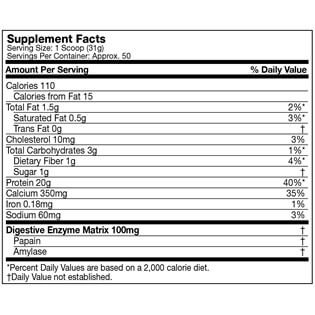 Supplement Facts
Serving Size: 1 Scoop (31g)
Servings Per Container: Approx. 50
Amount Per Serving % Daily Value
Calories 110
Calories from Fat 15
Total Fat 1.5g 2%*
Saturated Fat 0.5g 3%*
Trans Fat 0g †
Cholesterol 10mg 3%
Total Carbohydrates 3g 1%*
Dietary Fiber 1g 4%*
Sugar 1g †
Protein 20g 40%*
Calcium 350mg 35%
Iron 0.18mg 1%
Sodium 60mg 3%
Digestive Enzyme Matrix 100mg †
Papain †
Amylase †
*Percent Daily Values are based on a 2,000 calorie diet.
†Daily Value not established.